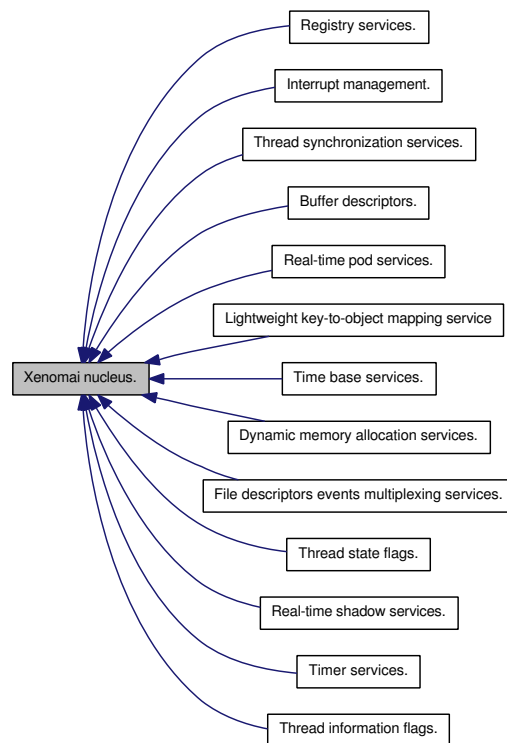 Registry services.
Interrupt management.
Thread synchronization services.
Buffer descriptors.
Real-time pod services.
Lightweight key-to-object mapping service
Xenomai nucleus.
Time base services.
Dynamic memory allocation services.
File descriptors events multiplexing services.
Thread state flags.
Real-time shadow services.
Timer services.
Thread information flags.